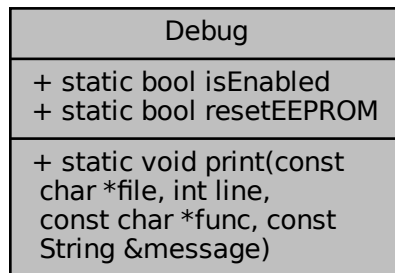 Debug
+ static bool isEnabled
+ static bool resetEEPROM
+ static void print(const
char *file, int line,
const char *func, const
String &message)